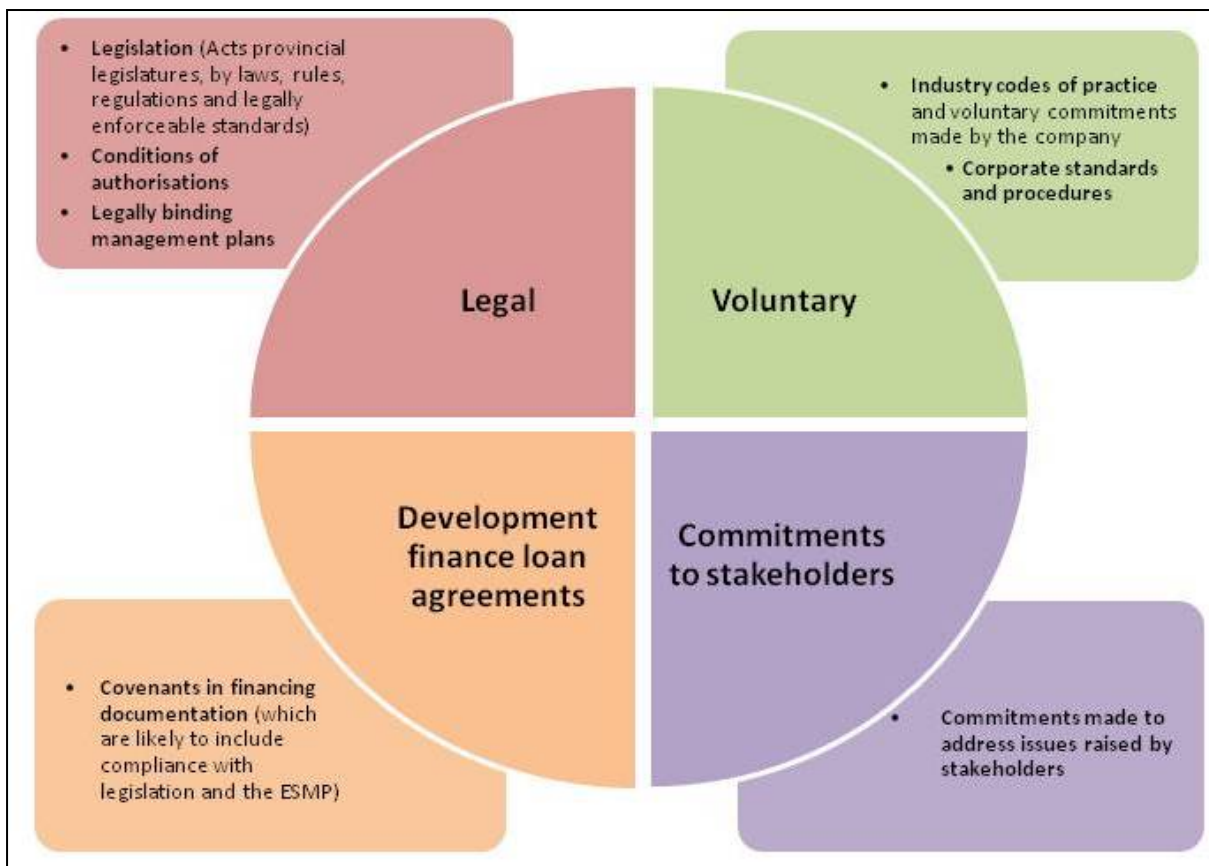 • Legislation (Acts provincial
legislatures, by laws, rules,
regulations and legally
enforceable standards)
• Conditions of
authorisations
• Legally binding
management plans
• Industry codes of practice
and voluntary commitments
made by the company
• Corporate standards
and procedures
Legal
Voluntary
Development
finance loan
agreements
Commitments
to stakeholders
• Covenants in financing
documentation (which
are likely to include
compliance with
legislation and the ESMP)
• Commitments made to
address issues raised by
stakeholders